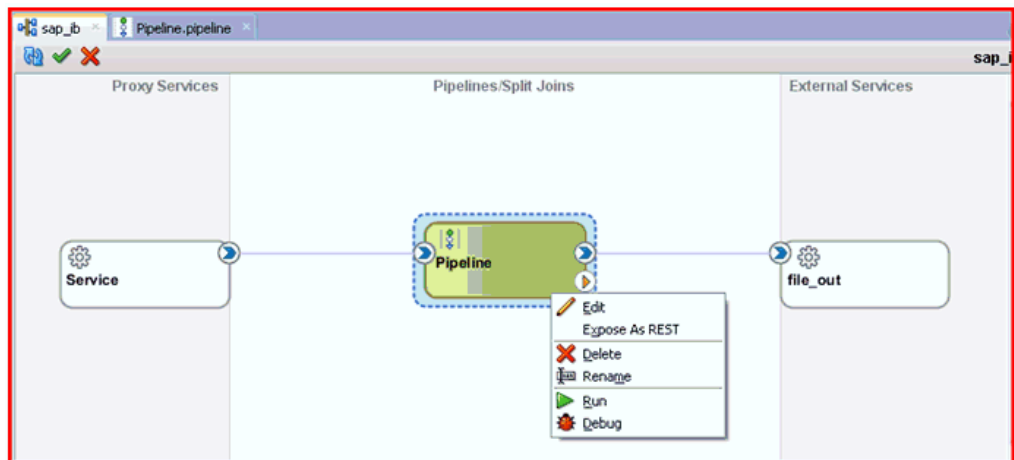 sap_ib
Pipeline.pipeline
sap_i
Proxy Services
Pipelines/Split Joins
External Services
Service
Pipeline
file_out
Edit
Expose As REST
Delete
Rename
Run
Debug